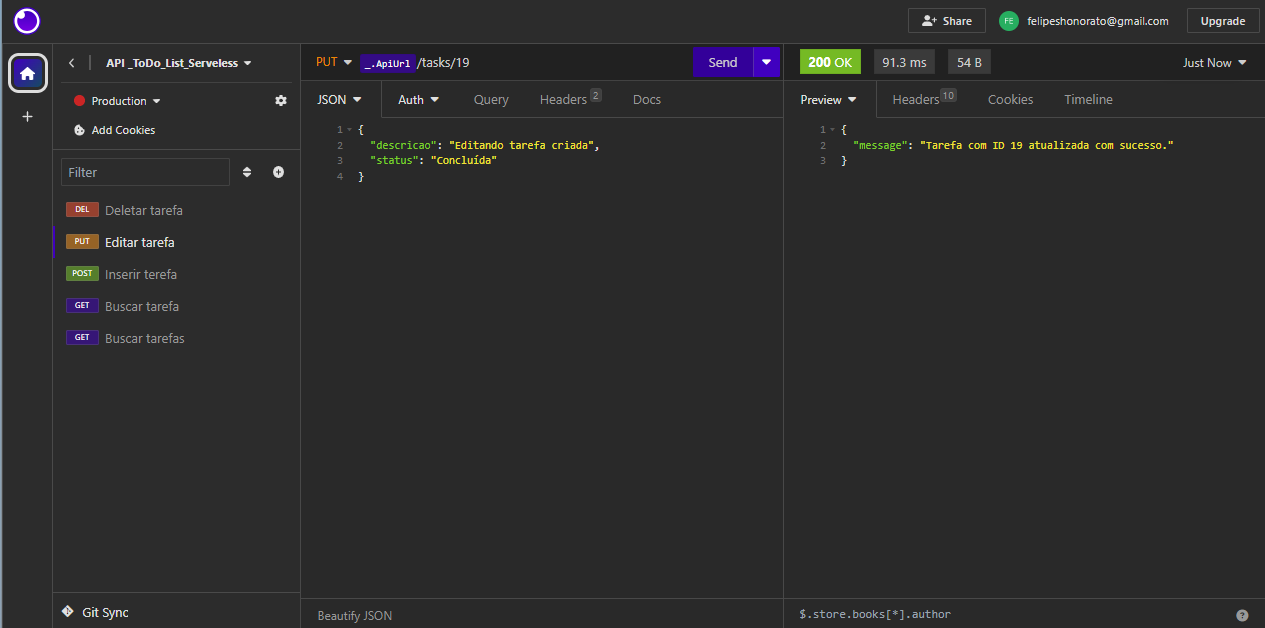 Share
FE
felipeshonorato@gmail.com
Upgrade
API _ToDo_List_Serveless
Production
Add Cookies
Filter
DEL Deletar tarefa
PUT Editar tarefa
POST Inserir terefa
GET Buscar tarefa
GET Buscar tarefas
Git Sync
PUT _.ApiUrl /tasks/19 Send
JSON Auth Query Headers 2 Docs
1 {
2 "descricao": "Editando tarefa criada",
3 "status": "Concluída"
4 }
Beautify JSON
200 OK 91.3 ms 54 B Just Now
Preview Headers 10 Cookies Timeline
1 {
2 "message": "Tarefa com ID 19 atualizada com sucesso."
3 }
$.store.books[*].author
?